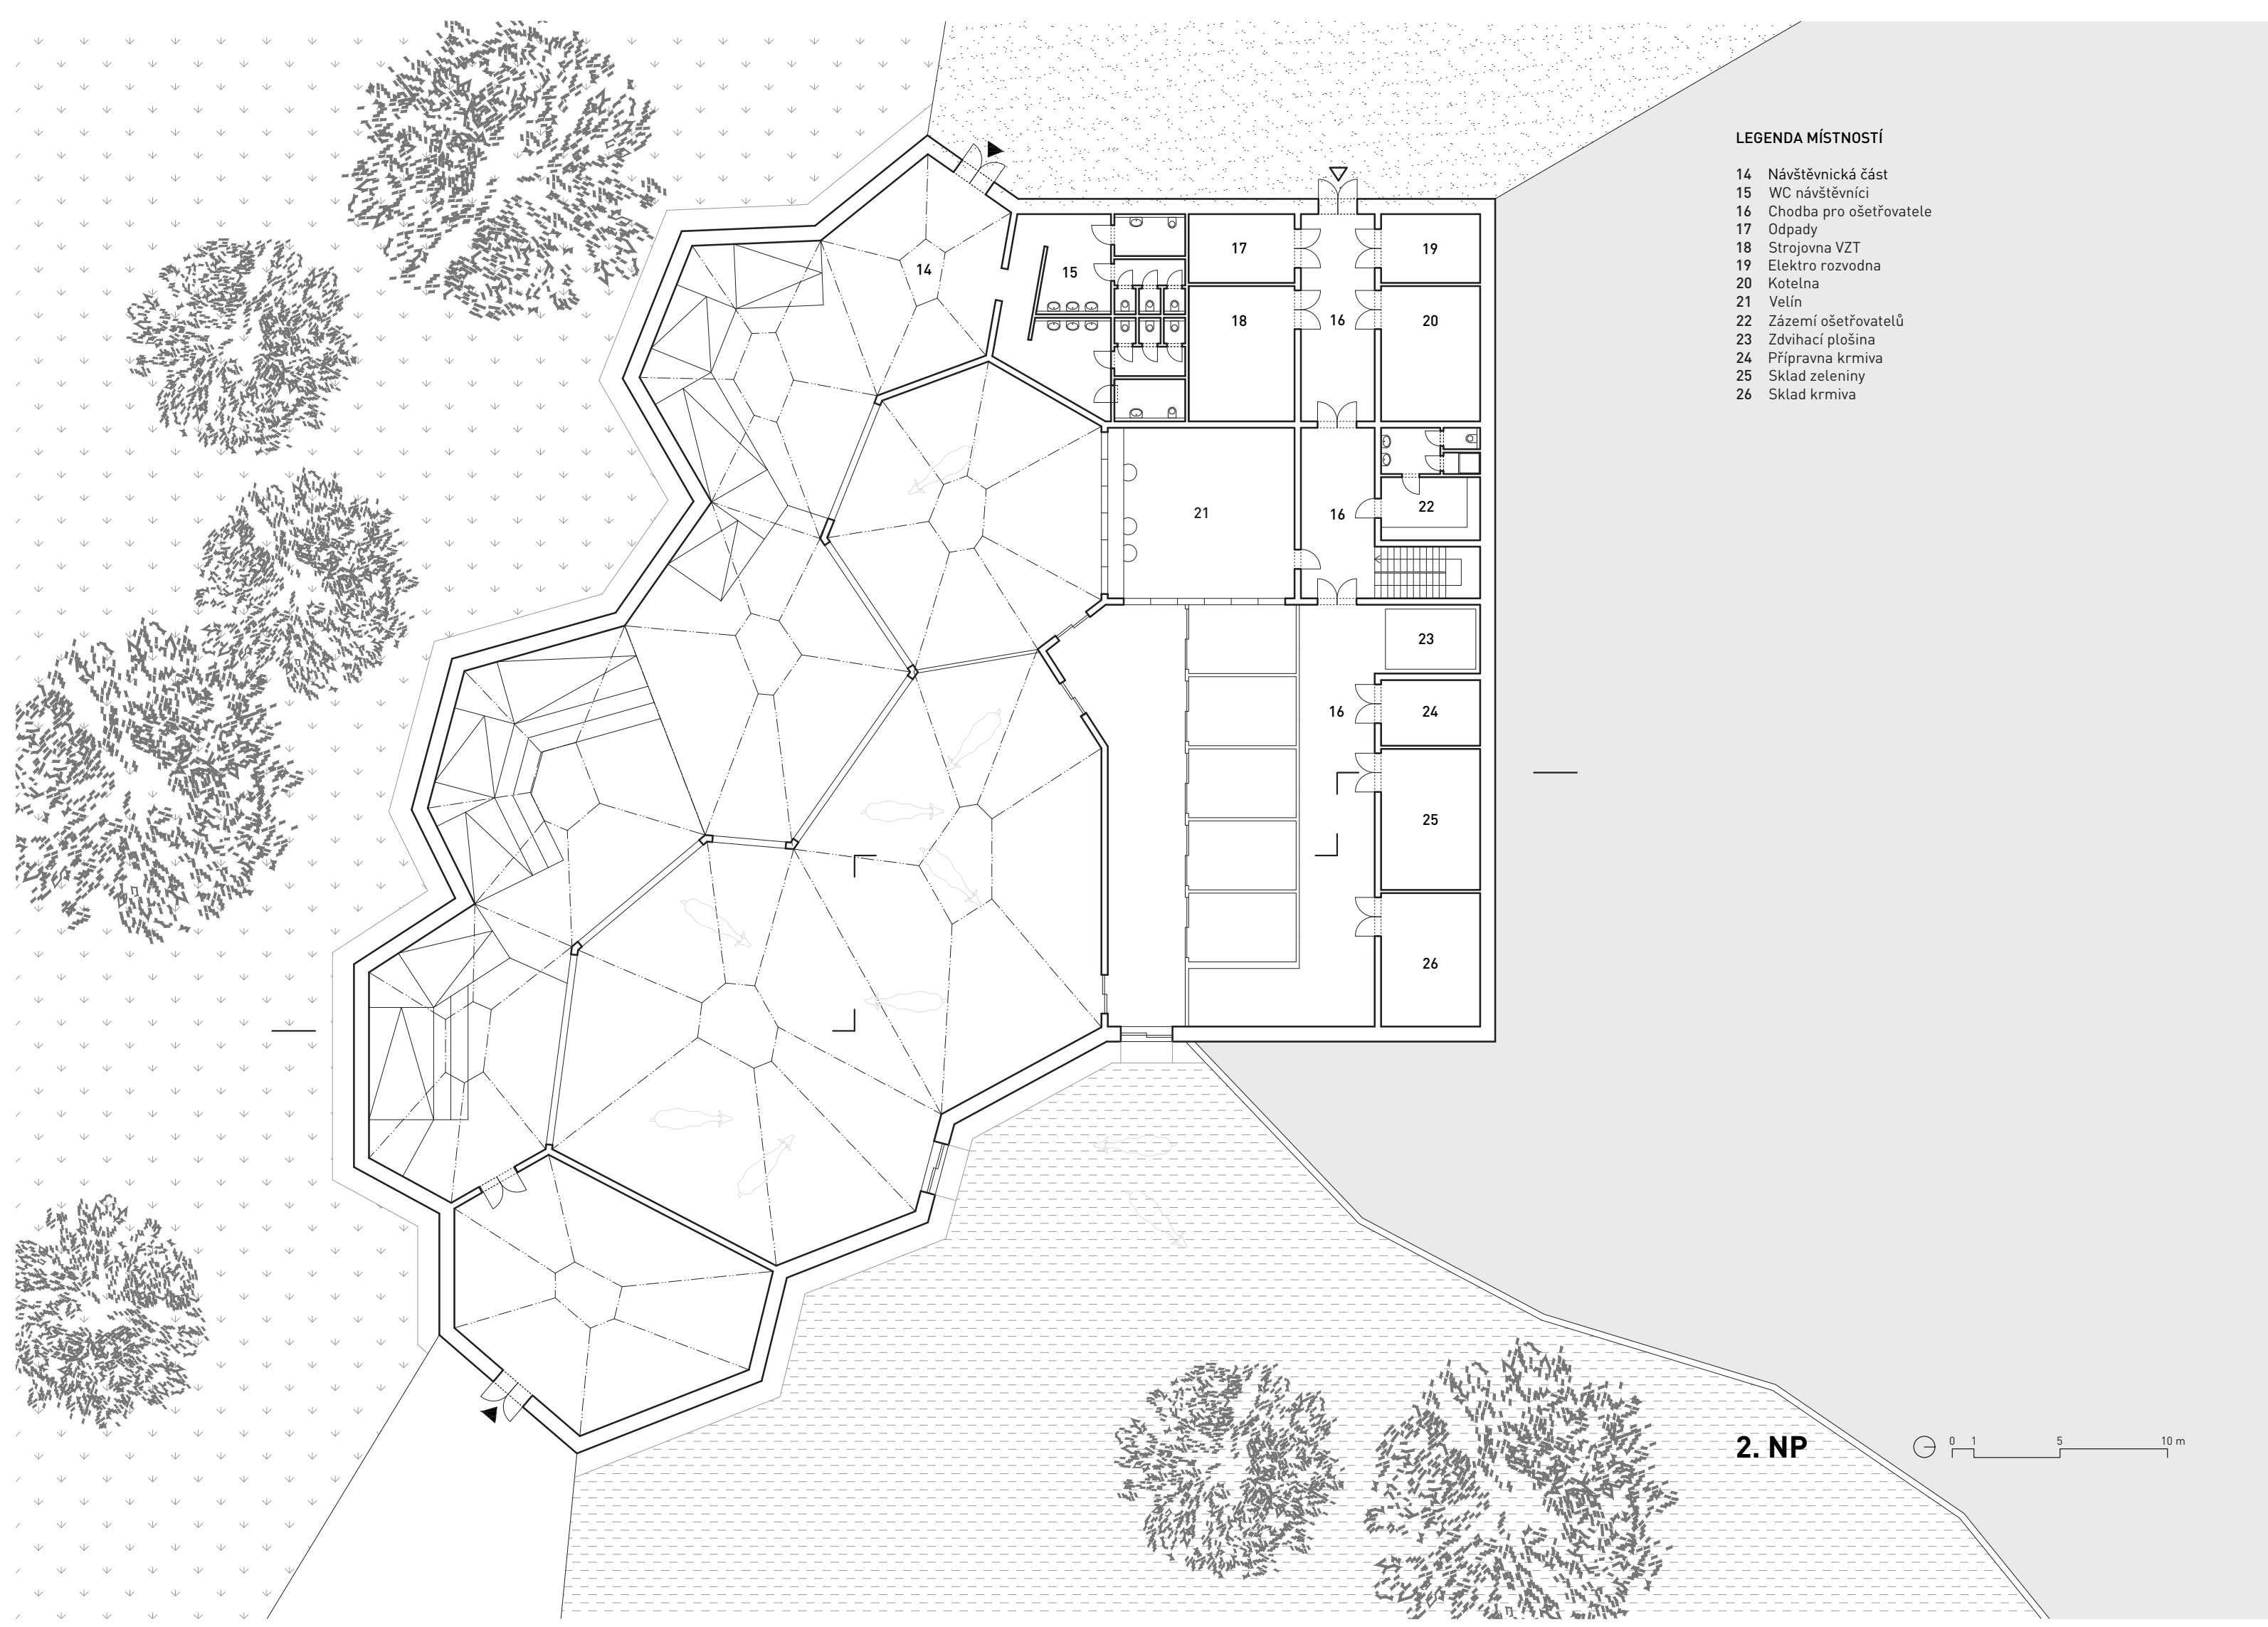 LEGENDA MÍSTNOSTÍ
14 Návštěvnická část
15 WC návštěvníci
16 Chodba pro ošetřovatele
17 Odpady
18 Strojovna VZT
19 Elektro rozvodna
20 Kotelna
21 Velín
22 Zázemí ošetřovatelů
23 Zdvihací plošina
24 Přípravna krmiva
25 Sklad zeleniny
26 Sklad krmiva
14
15
17
19
18
16
20
21
16
22
23
16
24
25
26
2. NP
0 1 5 10 m